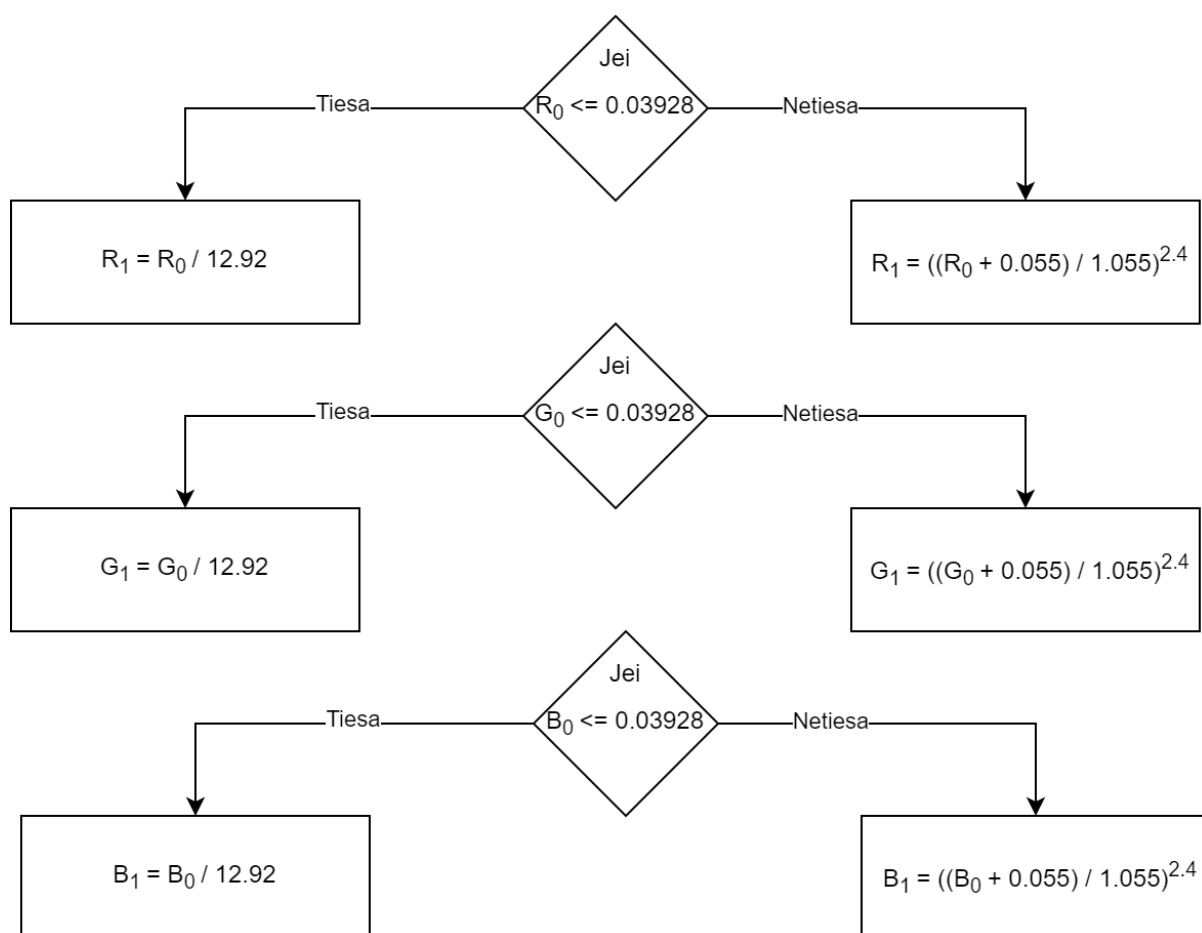 Jei
R₀ <= 0.03928
Tiesa
Netiesa
R₁ = R₀ / 12.92
R₁ = ((R₀ + 0.055) / 1.055)²·⁴
Jei
G₀ <= 0.03928
Tiesa
Netiesa
G₁ = G₀ / 12.92
G₁ = ((G₀ + 0.055) / 1.055)²·⁴
Jei
B₀ <= 0.03928
Tiesa
Netiesa
B₁ = B₀ / 12.92
B₁ = ((B₀ + 0.055) / 1.055)²·⁴